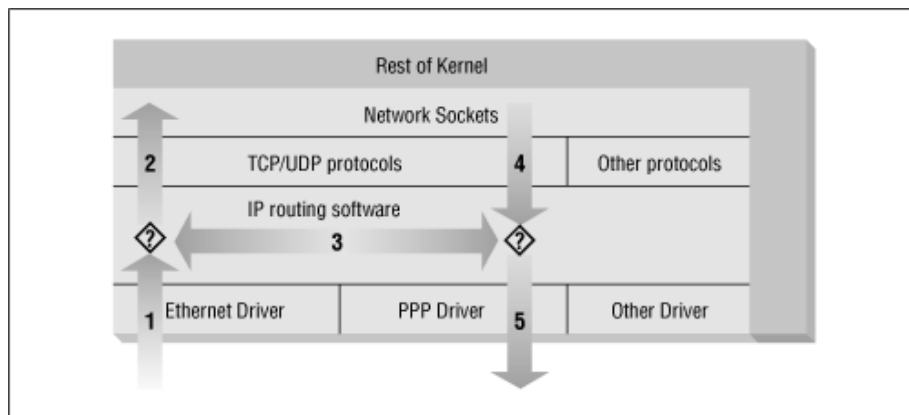 Rest of Kernel
Network Sockets
2
TCP/UDP protocols
4
Other protocols
IP routing software
?
3
?
1
Ethernet Driver
PPP Driver
5
Other Driver